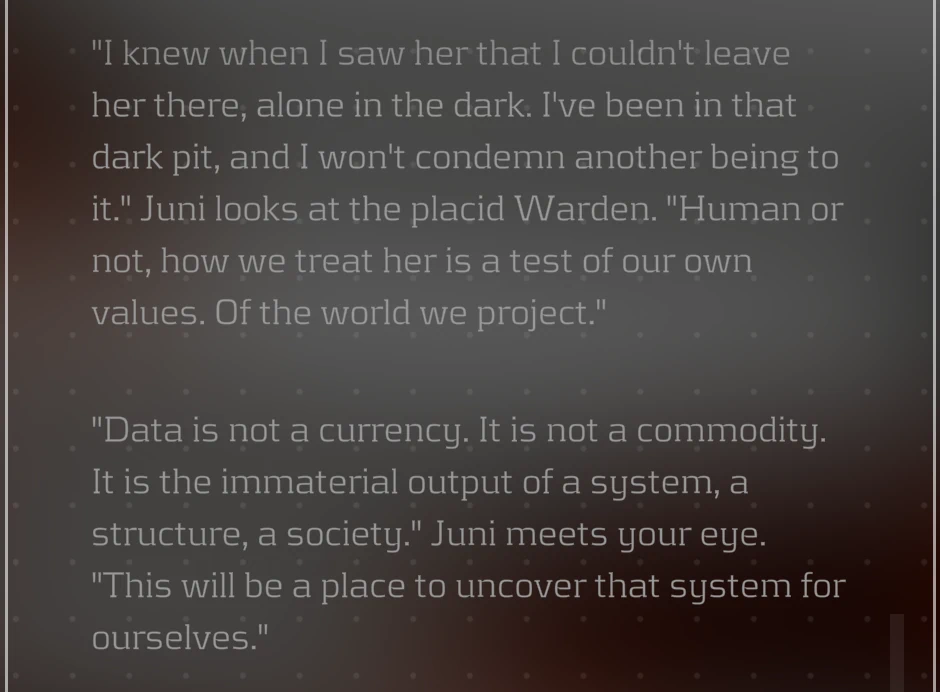 "I knew when I saw her that I couldn't leave
her there, alone in the dark. I've been in that
dark pit, and I won't condemn another being to
it." Juni looks at the placid Warden. "Human or
not, how we treat her is a test of our own
values. Of the world we project."
"Data is not a currency. It is not a commodity.
It is the immaterial output of a system, a
structure, a society." Juni meets your eye.
"This will be a place to uncover that system for
ourselves."